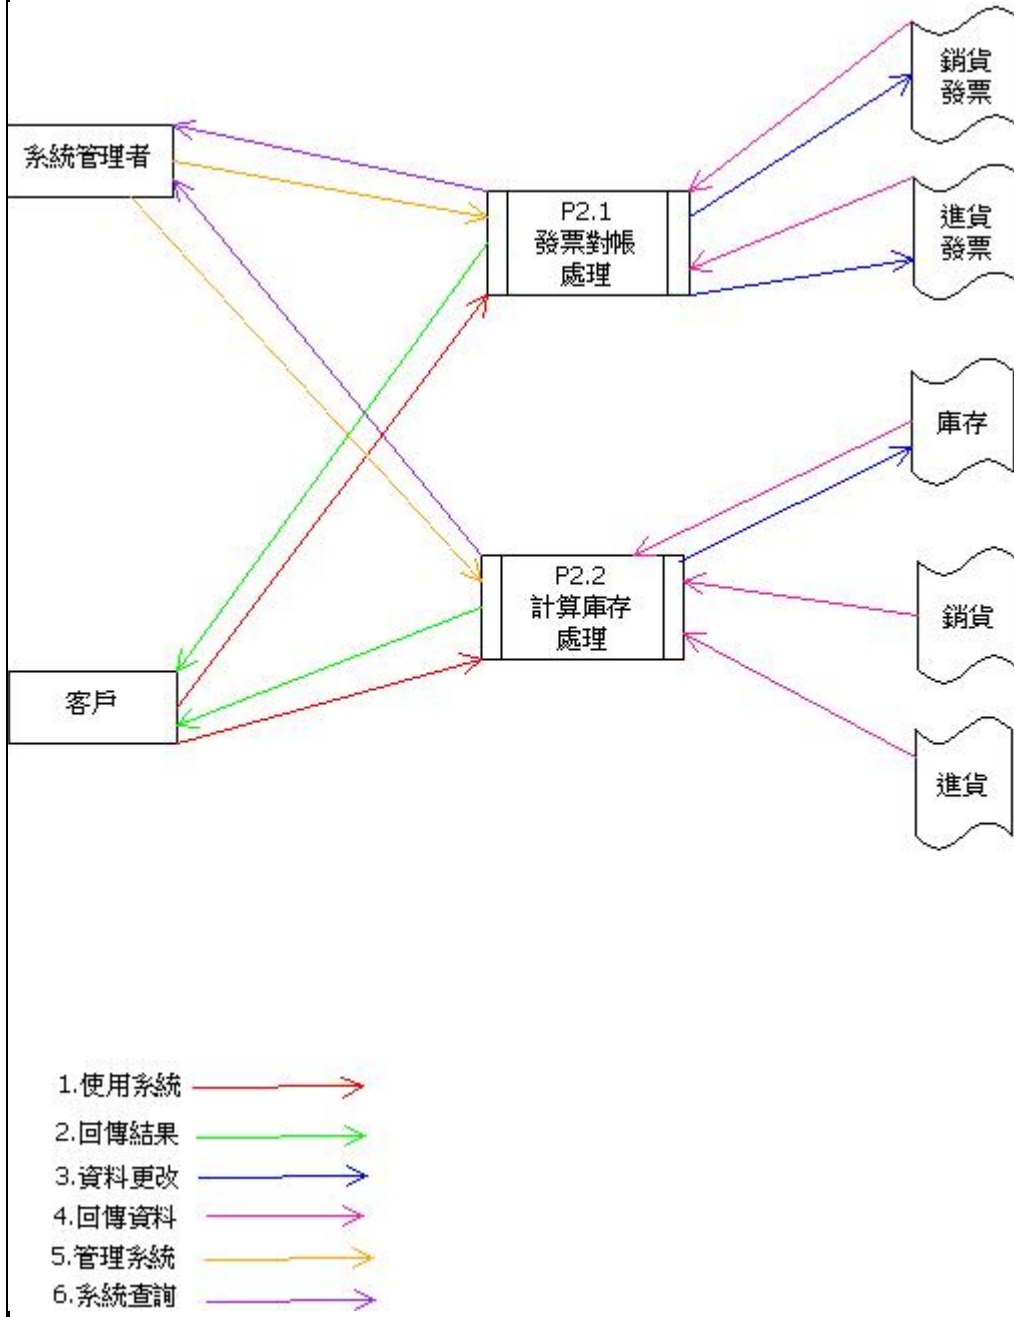 銷貨
發票
系統管理者
P2.1
發票對帳
處理
進貨
發票
庫存
P2.2
計算庫存
處理
銷貨
客戶
進貨
1.使用系統
2.回傳結果
3.資料更改
4.回傳資料
5.管理系統
6.系統查詢